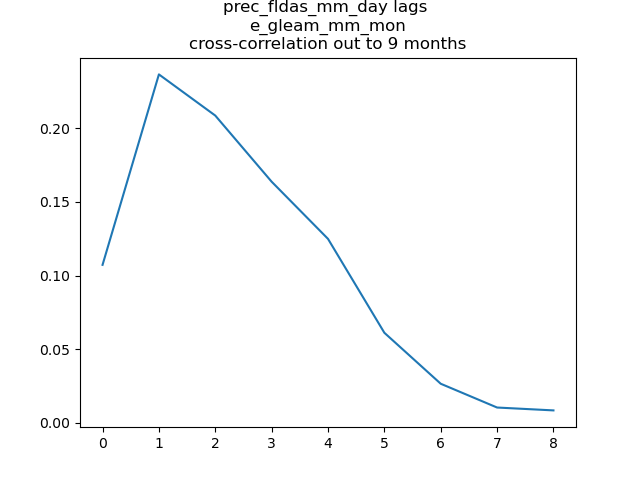 prec_fldas_mm_day lags
e_gleam_mm_mon
cross-correlation out to 9 months
0.20
0.15
0.10
0.05
0.00
0 1 2 3 4 5 6 7 8